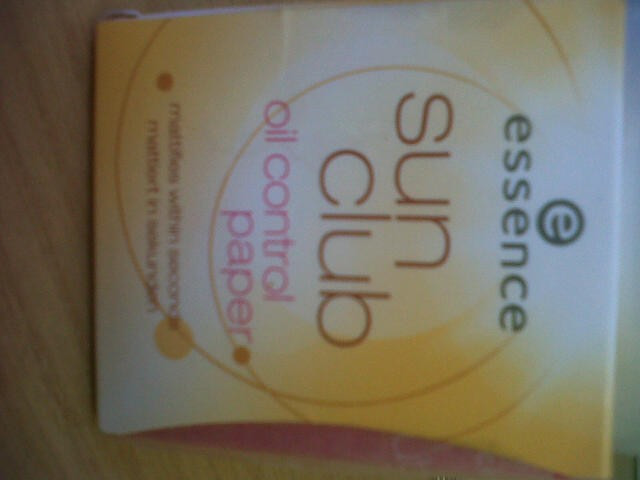 e
essence
sun
club
oil control
paper
mattifies within seconds
mattiert in sekunden